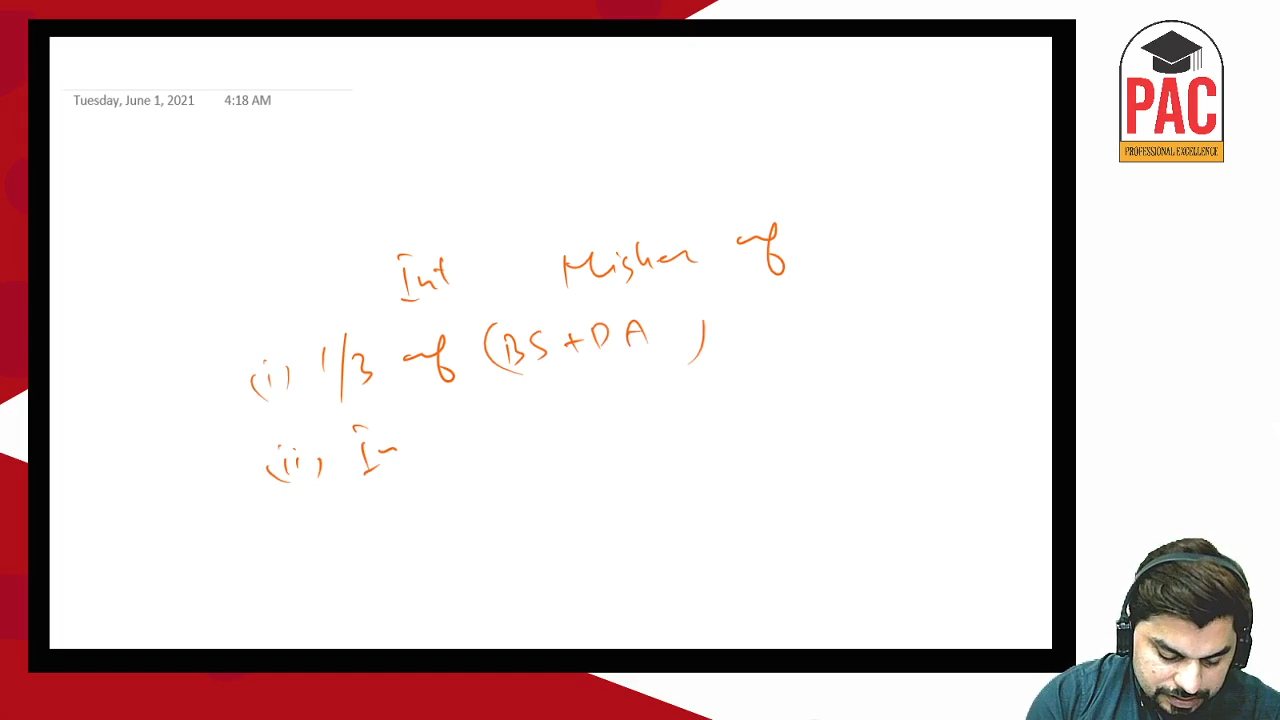 Tuesday, June 1, 2021 4:18 AM
PAC
PROFESSIONAL EXCELLENCE
Int Higher of
(i) 1/3 of (BS + DA )
(ii) In